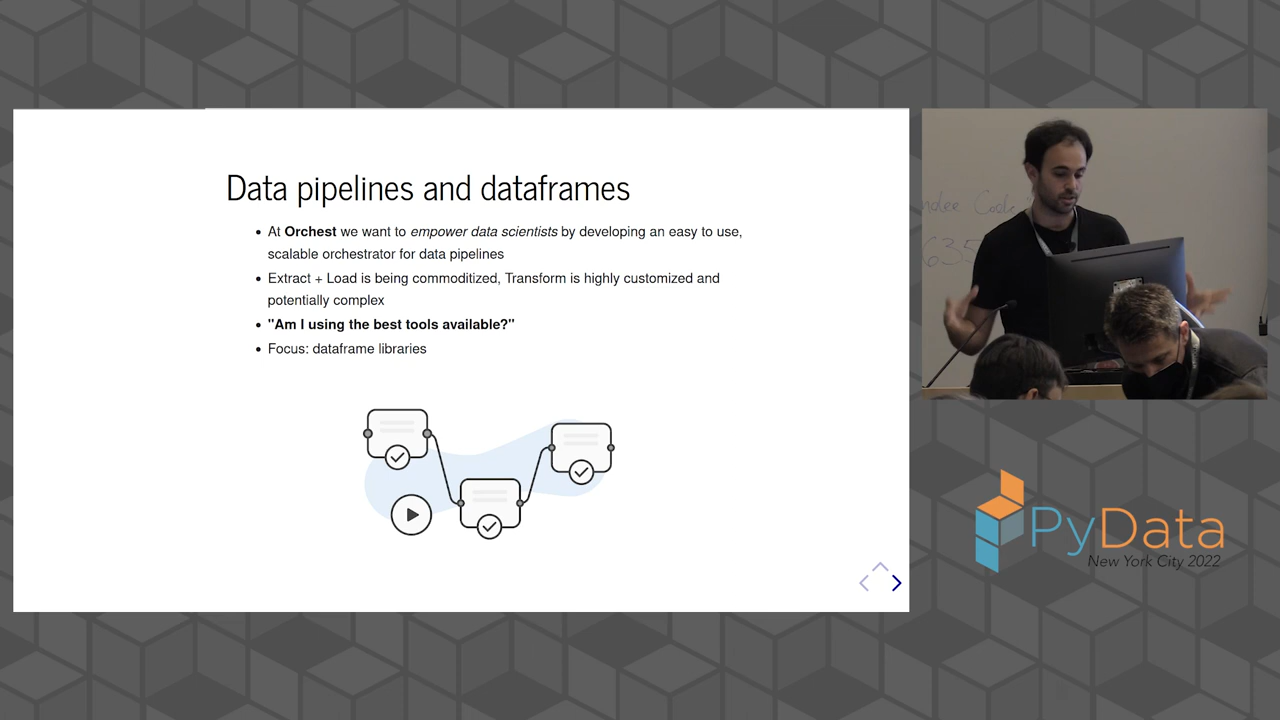 Data pipelines and dataframes
• At Orchest we want to empower data scientists by developing an easy to use,
scalable orchestrator for data pipelines
• Extract + Load is being commoditized, Transform is highly customized and
potentially complex
• "Am I using the best tools available?"
• Focus: dataframe libraries
Code
635
PyData
New York City 2022